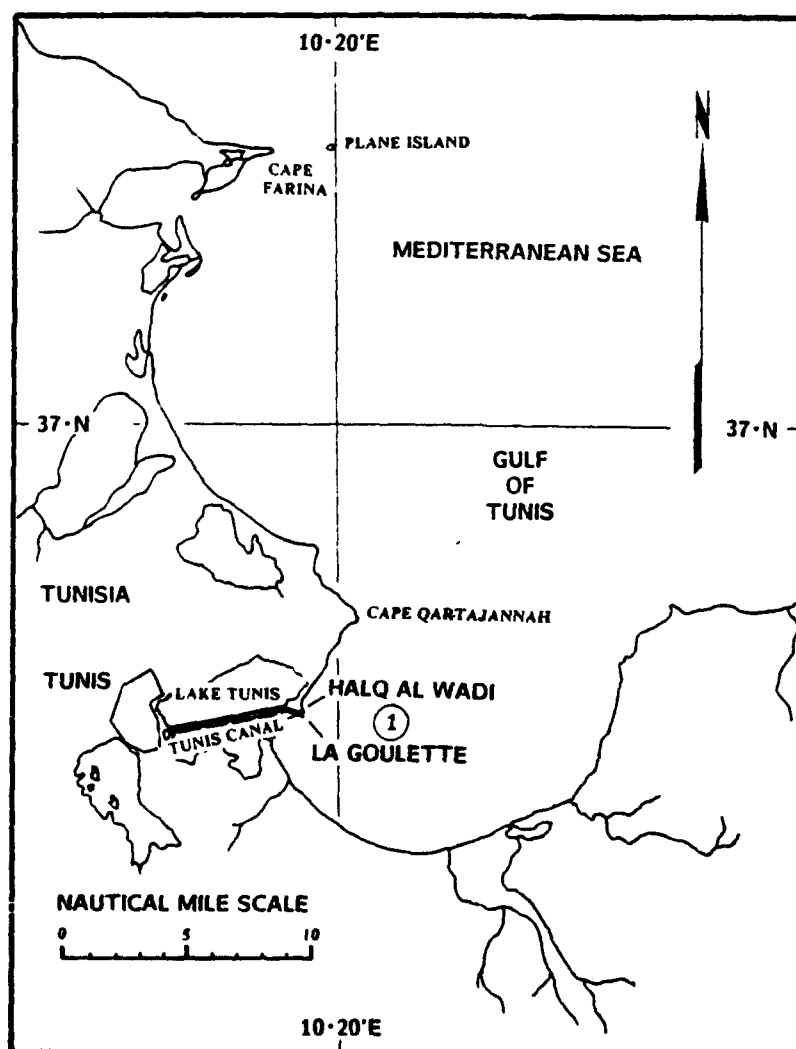 10·20'E
N
PLANE ISLAND
CAPE
FARINA
MEDITERRANEAN SEA
37·N
37·N
GULF
OF
TUNIS
TUNISIA
CAPE QARTAJANNAH
TUNIS
LAKE TUNIS
HALQ AL WADI
TUNIS CANAL
1
LA GOULETTE
NAUTICAL MILE SCALE
0 5 10
10·20'E